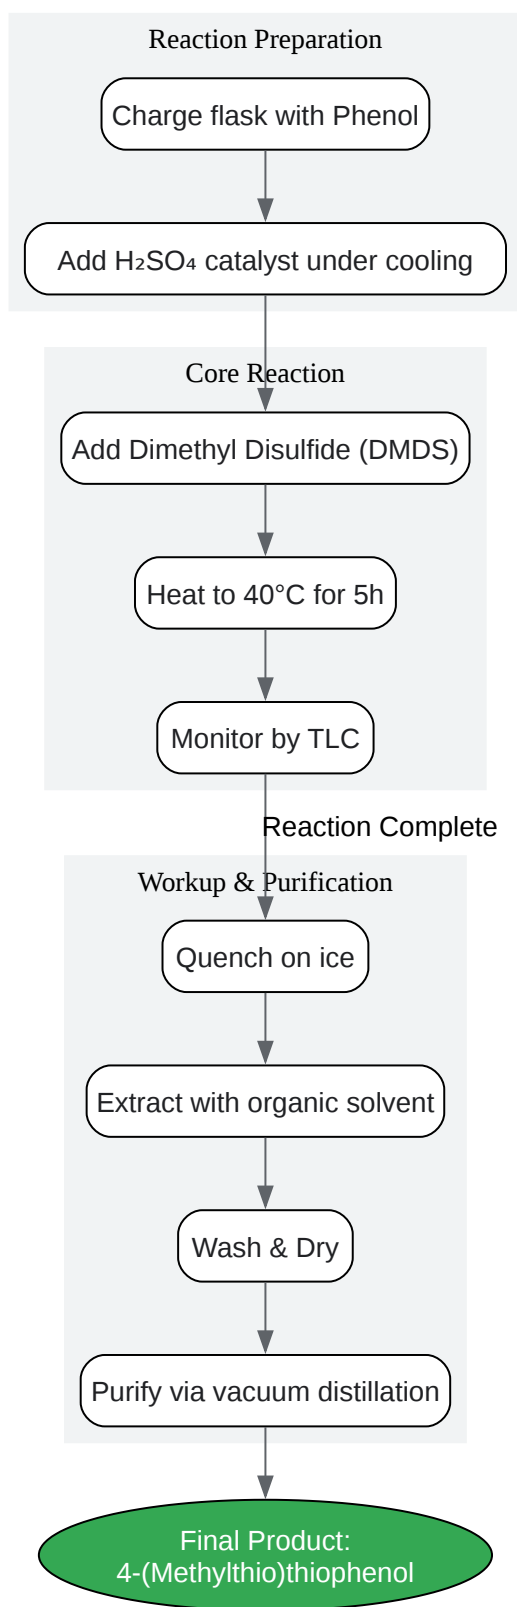 Reaction Preparation
Charge flask with Phenol
Add H₂SO₄ catalyst under cooling
Core Reaction
Add Dimethyl Disulfide (DMDS)
Heat to 40°C for 5h
Monitor by TLC
Reaction Complete
Workup & Purification
Quench on ice
Extract with organic solvent
Wash & Dry
Purify via vacuum distillation
Final Product:
4-(Methylthio)thiophenol